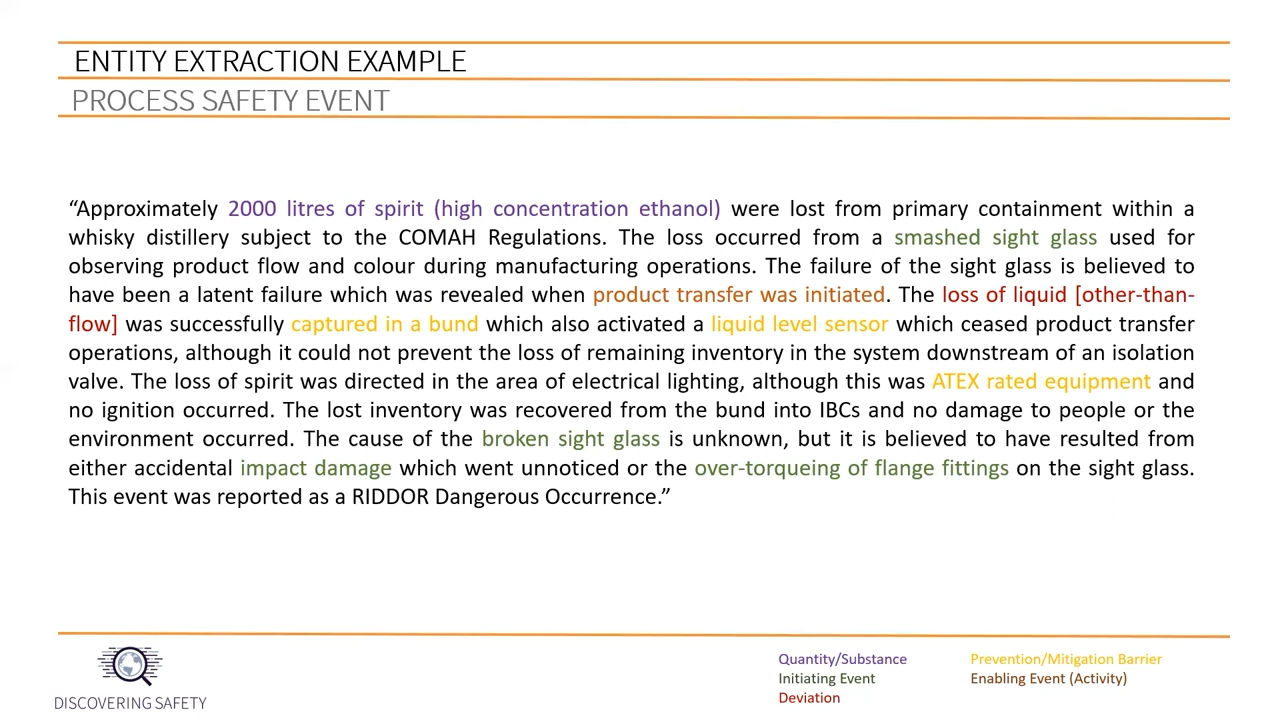 ENTITY EXTRACTION EXAMPLE
PROCESS SAFETY EVENT
“Approximately 2000 litres of spirit (high concentration ethanol) were lost from primary containment within a
whisky distillery subject to the COMAH Regulations. The loss occurred from a smashed sight glass used for
observing product flow and colour during manufacturing operations. The failure of the sight glass is believed to
have been a latent failure which was revealed when product transfer was initiated. The loss of liquid [other-than-
flow] was successfully captured in a bund which also activated a liquid level sensor which ceased product transfer
operations, although it could not prevent the loss of remaining inventory in the system downstream of an isolation
valve. The loss of spirit was directed in the area of electrical lighting, although this was ATEX rated equipment and
no ignition occurred. The lost inventory was recovered from the bund into IBCs and no damage to people or the
environment occurred. The cause of the broken sight glass is unknown, but it is believed to have resulted from
either accidental impact damage which went unnoticed or the over-torqueing of flange fittings on the sight glass.
This event was reported as a RIDDOR Dangerous Occurrence.”
DISCOVERING SAFETY
Quantity/Substance
Initiating Event
Deviation
Prevention/Mitigation Barrier
Enabling Event (Activity)